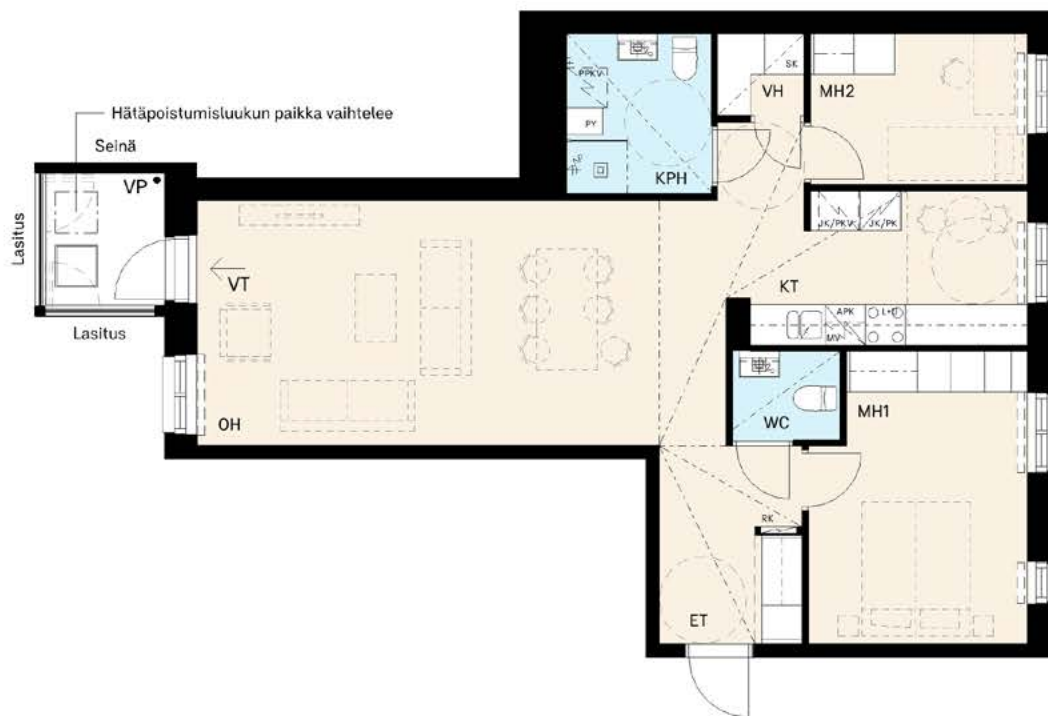 Hätäpoistumisluukun paikka vaihtelee
Seinä
VP
Lasitus
Lasitus
VT
OH
PPKV
PY
KPH
SK
VH
MH2
JK/PKV
JK/PK
KT
APK
L+U
MV
WC
MH1
RK
ET